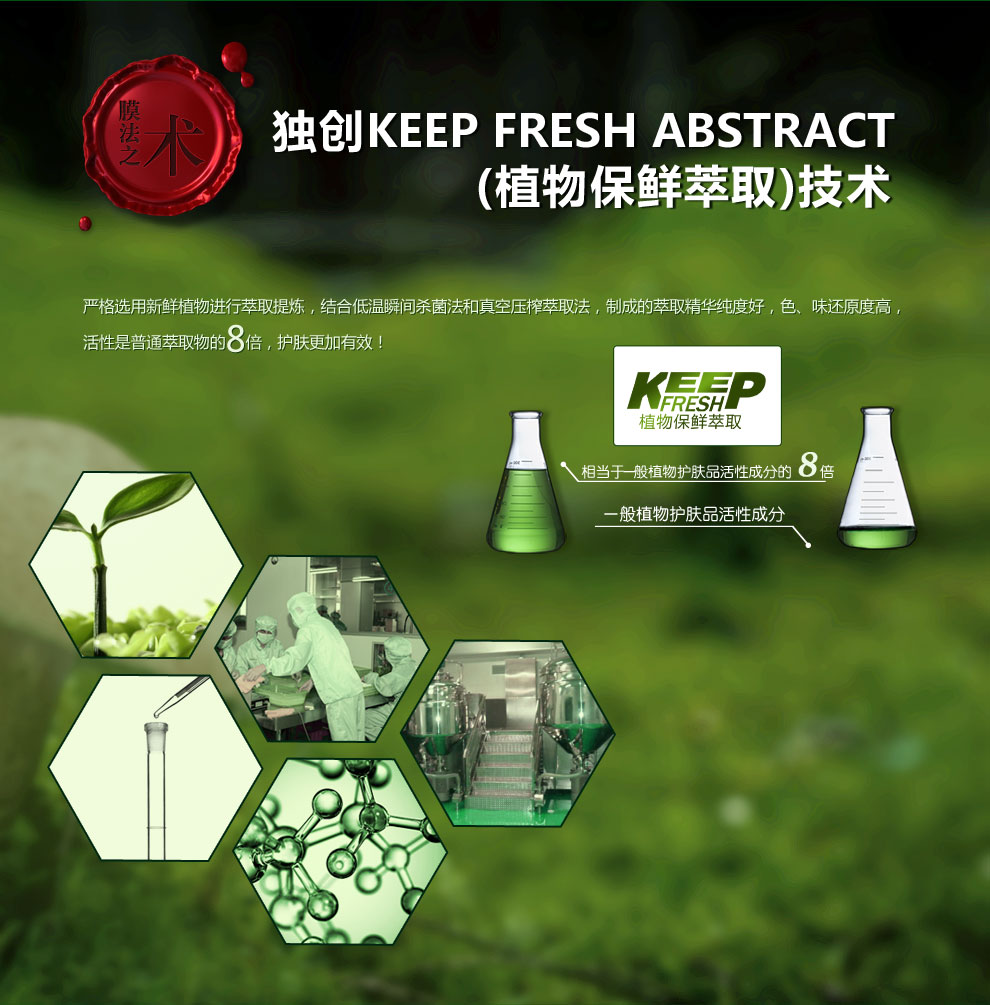 膜法之
术
独创KEEP FRESH ABSTRACT
(植物保鲜萃取)技术
严格选用新鲜植物进行萃取提炼，结合低温瞬间杀菌法和真空压榨萃取法，制成的萃取精华纯度好，色、味还原度高，
活性是普通萃取物的8倍，护肤更加有效！
KEEP
FRESH
植物保鲜萃取
相当于一般植物护肤品活性成分的 8 倍
一般植物护肤品活性成分